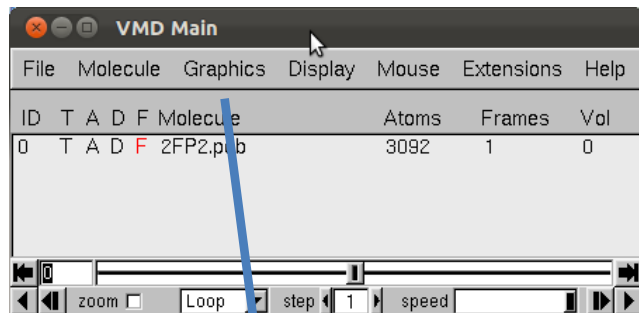 VMD Main
File Molecule Graphics Display Mouse Extensions Help
ID T A D F Molecule Atoms Frames Vol
0 T A D F 2FP2.pdb 3092 1 0
0
zoom Loop step 1 speed